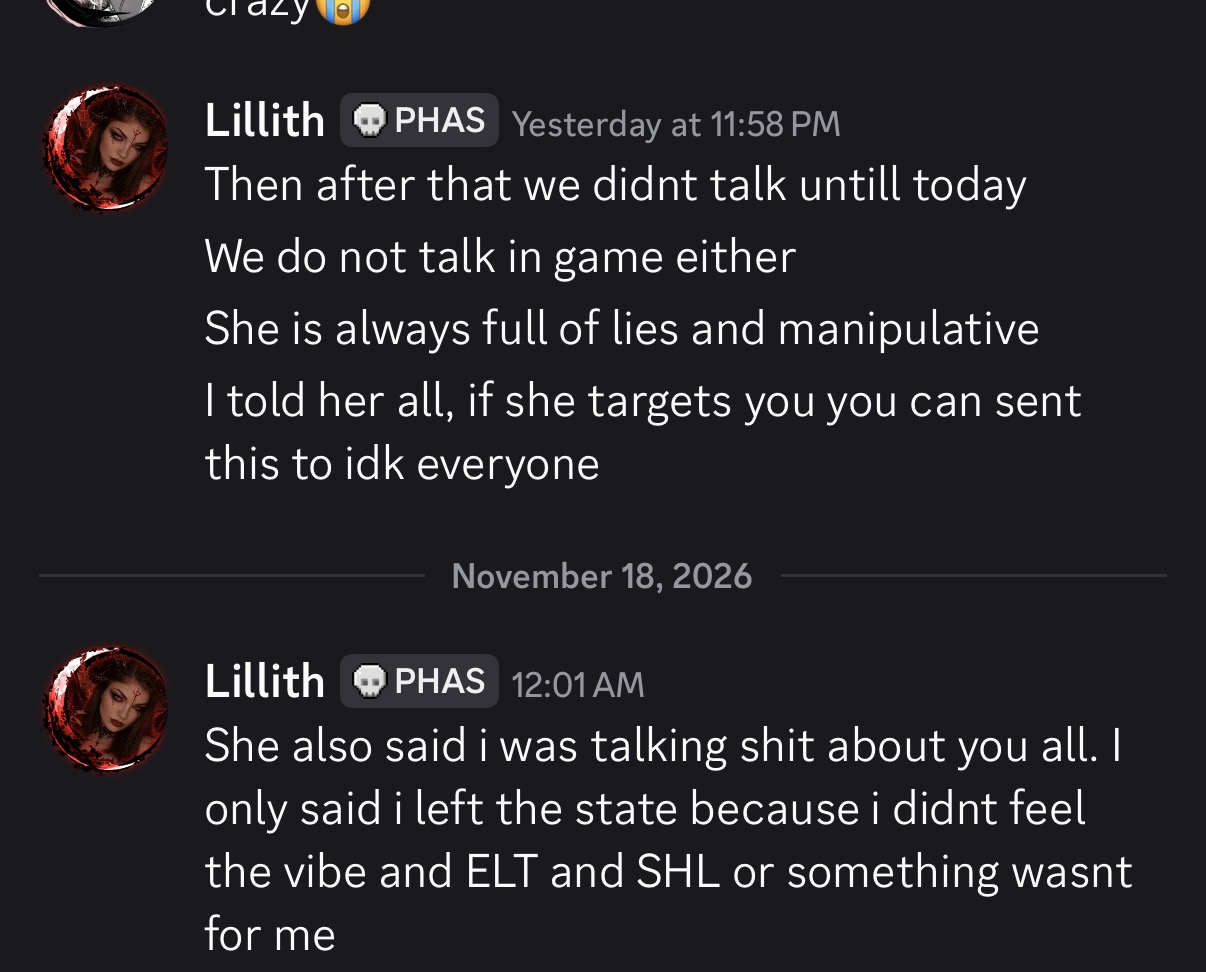 crazy😭
Lillith 💀 PHAS Yesterday at 11:58 PM
Then after that we didnt talk untill today
We do not talk in game either
She is always full of lies and manipulative
I told her all, if she targets you you can sent
this to idk everyone
November 18, 2026
Lillith 💀 PHAS 12:01 AM
She also said i was talking shit about you all. I
only said i left the state because i didnt feel
the vibe and ELT and SHL or something wasnt
for me